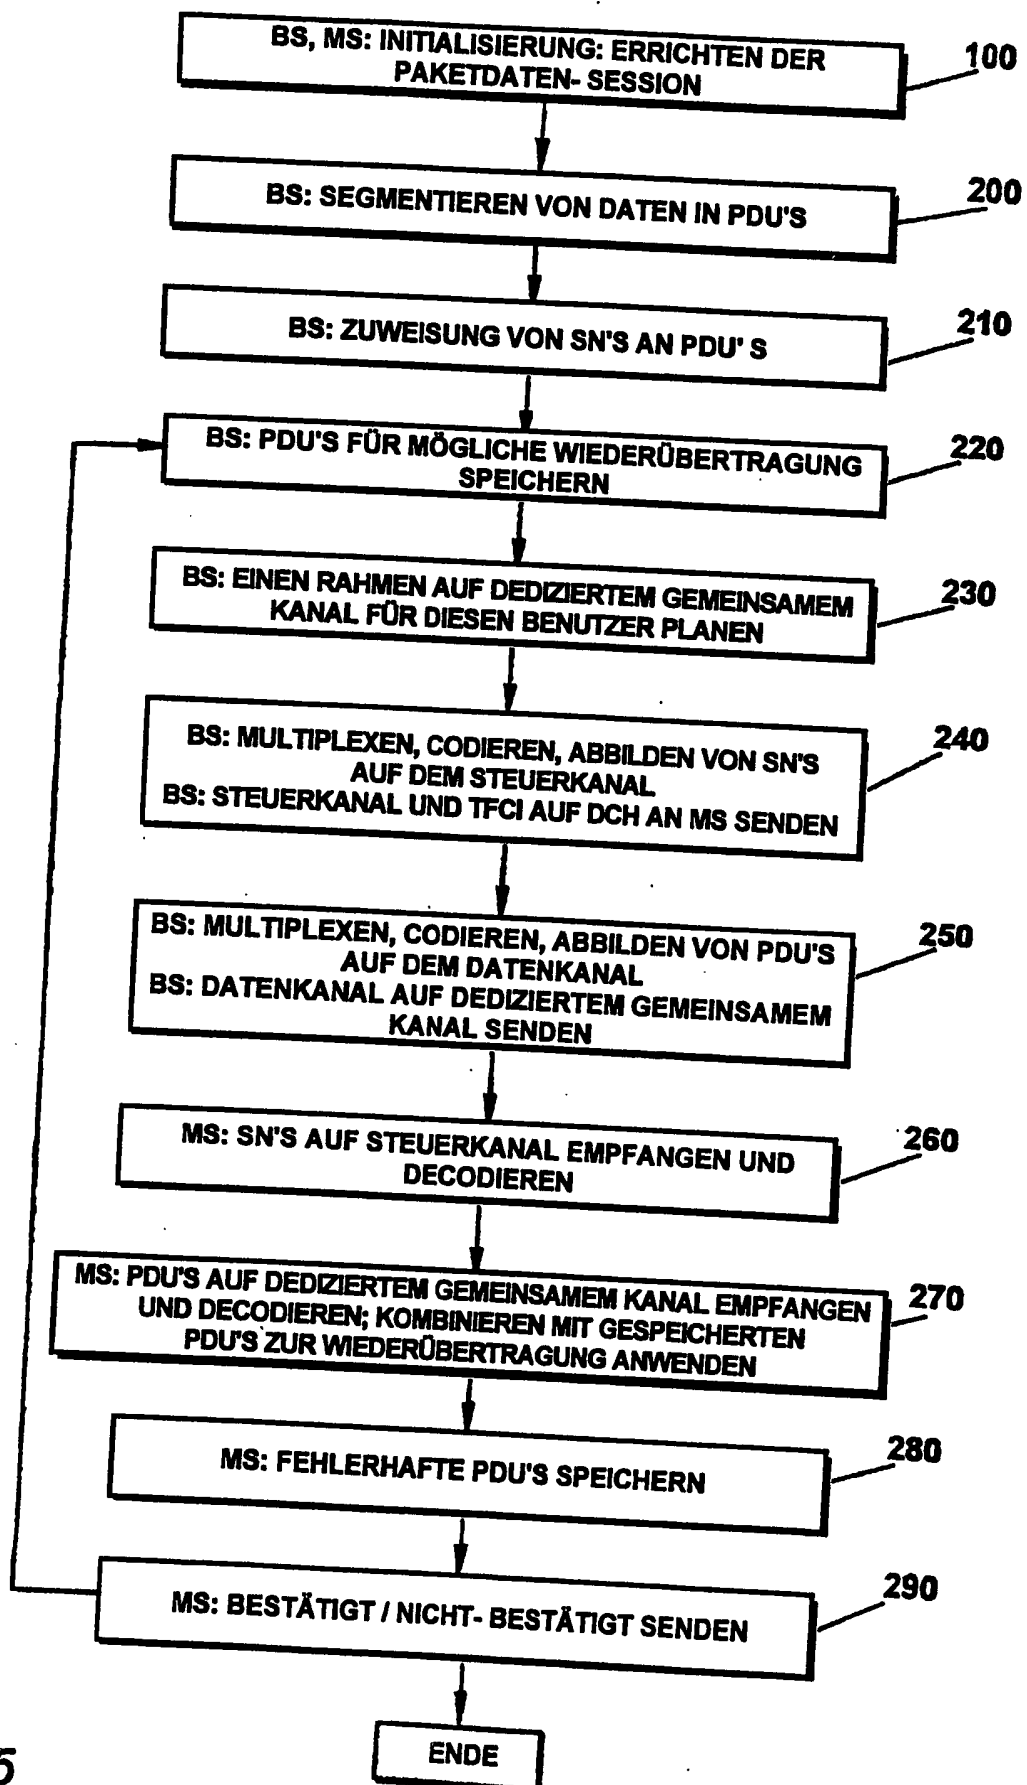 BS, MS: INITIALISIERUNG: ERRICHTEN DER
PAKETDATEN- SESSION
100
BS: SEGMENTIEREN VON DATEN IN PDU'S
200
BS: ZUWEISUNG VON SN'S AN PDU' S
210
BS: PDU'S FÜR MÖGLICHE WIEDERÜBERTRAGUNG
SPEICHERN
220
BS: EINEN RAHMEN AUF DEDIZIERTEM GEMEINSAMEM
KANAL FÜR DIESEN BENUTZER PLANEN
230
BS: MULTIPLEXEN, CODIEREN, ABBILDEN VON SN'S
AUF DEM STEUERKANAL
BS: STEUERKANAL UND TFCI AUF DCH AN MS SENDEN
240
BS: MULTIPLEXEN, CODIEREN, ABBILDEN VON PDU'S
AUF DEM DATENKANAL
BS: DATENKANAL AUF DEDIZIERTEM GEMEINSAMEM
KANAL SENDEN
250
MS: SN'S AUF STEUERKANAL EMPFANGEN UND
DECODIEREN
260
MS: PDU'S AUF DEDIZIERTEM GEMEINSAMEM KANAL EMPFANGEN
UND DECODIEREN; KOMBINIEREN MIT GESPEICHERTEN
PDU'S ZUR WIEDERÜBERTRAGUNG ANWENDEN
270
MS: FEHLERHAFTE PDU'S SPEICHERN
280
MS: BESTÄTIGT / NICHT- BESTÄTIGT SENDEN
290
ENDE